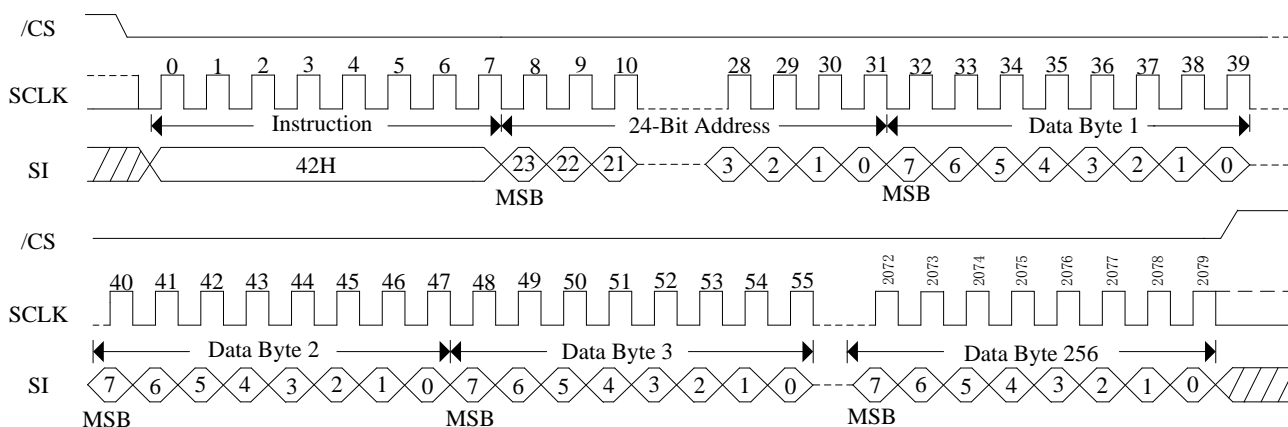 /CS
0 1 2 3 4 5 6 7 8 9 10 28 29 30 31 32 33 34 35 36 37 38 39
SCLK
Instruction 24-Bit Address Data Byte 1
SI 42H 23 22 21 3 2 1 0 7 6 5 4 3 2 1 0
MSB MSB
/CS
40 41 42 43 44 45 46 47 48 49 50 51 52 53 54 55 2072 2073 2074 2075 2076 2077 2078 2079
SCLK
Data Byte 2 Data Byte 3 Data Byte 256
SI 7 6 5 4 3 2 1 0 7 6 5 4 3 2 1 0 7 6 5 4 3 2 1 0
MSB MSB MSB